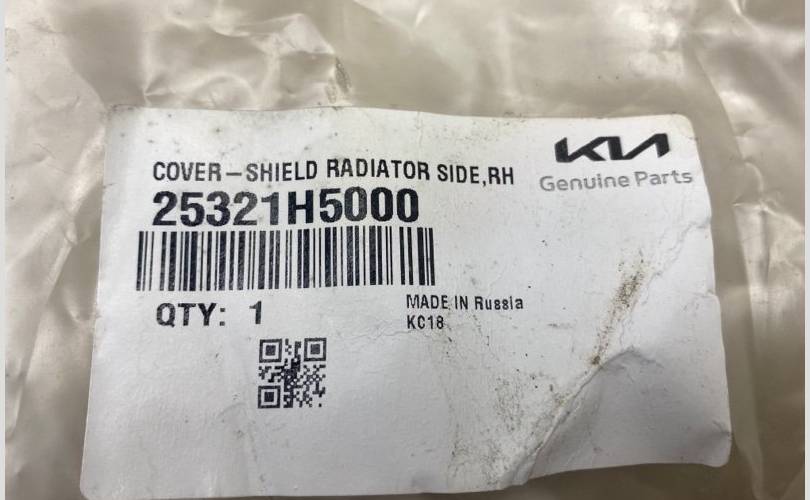 KIA
Genuine Parts
COVER-SHIELD RADIATOR SIDE,RH
25321H5000
QTY: 1
MADE IN Russia
KC18